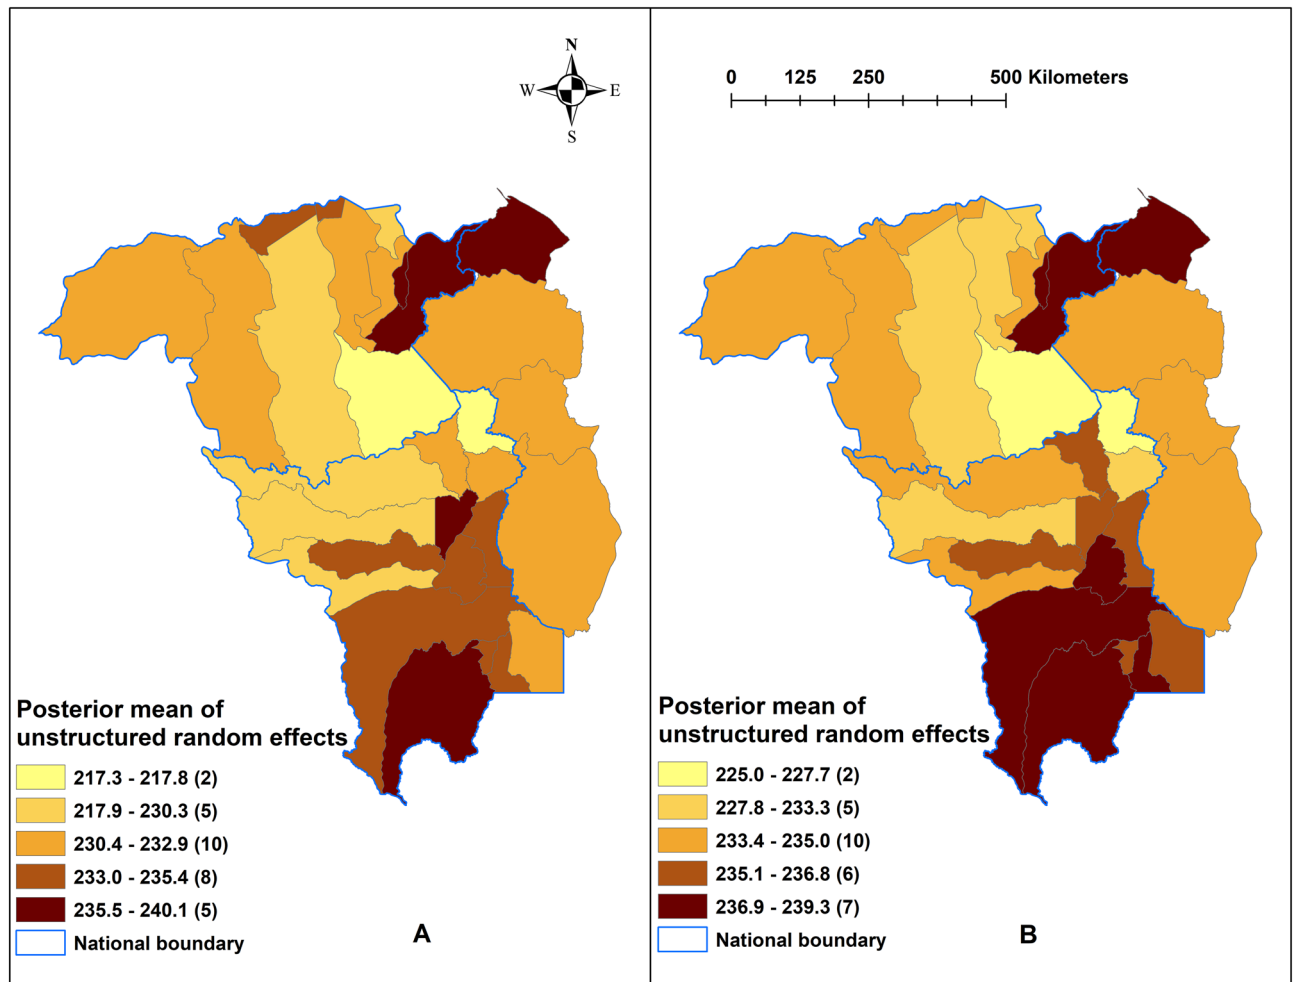 N
W E
S
0 125 250 500 Kilometers
Posterior mean of
unstructured random effects
217.3 - 217.8 (2)
217.9 - 230.3 (5)
230.4 - 232.9 (10)
233.0 - 235.4 (8)
235.5 - 240.1 (5)
National boundary
A
Posterior mean of
unstructured random effects
225.0 - 227.7 (2)
227.8 - 233.3 (5)
233.4 - 235.0 (10)
235.1 - 236.8 (6)
236.9 - 239.3 (7)
National boundary
B